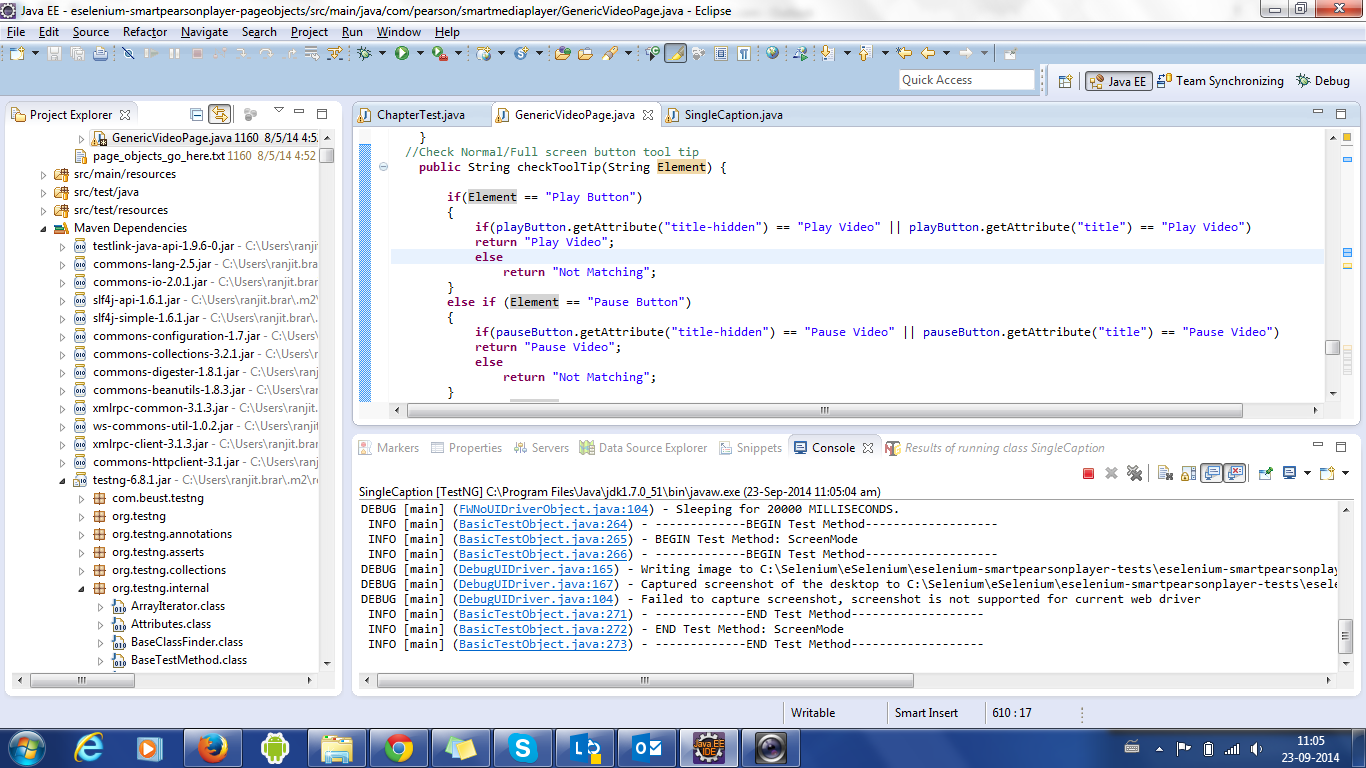 Java EE - eselenium-smartpearsonplayer-pageobjects/src/main/java/com/pearson/smartmediaplayer/GenericVideoPage.java - Eclipse
File Edit Source Refactor Navigate Search Project Run Window Help
Quick Access
Java EE Team Synchronizing Debug
Project Explorer
GenericVideoPage.java 1160 8/5/14 4:52
page_objects_go_here.txt 1160 8/5/14 4:52
src/main/resources
src/test/java
src/test/resources
Maven Dependencies
testlink-java-api-1.9.6-0.jar - C:\Users\ranjit
commons-lang-2.5.jar - C:\Users\ranjit.bra
commons-io-2.0.1.jar - C:\Users\ranjit.bra
slf4j-api-1.6.1.jar - C:\Users\ranjit.brar\.m2
slf4j-simple-1.6.1.jar - C:\Users\ranjit.brar\
commons-configuration-1.7.jar - C:\Users
commons-collections-3.2.1.jar - C:\Users\
commons-digester-1.8.1.jar - C:\Users\ran
commons-beanutils-1.8.3.jar - C:\Users\rar
xmlrpc-common-3.1.3.jar - C:\Users\ranjit.
ws-commons-util-1.0.2.jar - C:\Users\ranji
xmlrpc-client-3.1.3.jar - C:\Users\ranjit.bra
commons-httpclient-3.1.jar - C:\Users\ran
testng-6.8.1.jar - C:\Users\ranjit.brar\.m2\re
com.beust.testng
org.testng
org.testng.annotations
org.testng.asserts
org.testng.collections
org.testng.internal
ArrayIterator.class
Attributes.class
BaseClassFinder.class
BaseTestMethod.class
ChapterTest.java GenericVideoPage.java SingleCaption.java
}
//Check Normal/Full screen button tool tip
public String checkToolTip(String Element) {
if(Element == "Play Button")
{
if(playButton.getAttribute("title-hidden") == "Play Video" || playButton.getAttribute("title") == "Play Video")
return "Play Video";
else
return "Not Matching";
}
else if (Element == "Pause Button")
{
if(pauseButton.getAttribute("title-hidden") == "Pause Video" || pauseButton.getAttribute("title") == "Pause Video")
return "Pause Video";
else
return "Not Matching";
}
Markers Properties Servers Data Source Explorer Snippets Console Results of running class SingleCaption
SingleCaption [TestNG] C:\Program Files\Java\jdk1.7.0_51\bin\javaw.exe (23-Sep-2014 11:05:04 am)
DEBUG [main] (FWNoUIDriverObject.java:104) - Sleeping for 20000 MILLISECONDS.
INFO [main] (BasicTestObject.java:264) - -------------BEGIN Test Method-------------------
INFO [main] (BasicTestObject.java:265) - BEGIN Test Method: ScreenMode
INFO [main] (BasicTestObject.java:266) - -------------BEGIN Test Method-------------------
DEBUG [main] (DebugUIDriver.java:165) - Writing image to C:\Selenium\eSelenium\eselenium-smartpearsonplayer-tests\eselenium-smartpearsonplay
DEBUG [main] (DebugUIDriver.java:167) - Captured screenshot of the desktop to C:\Selenium\eSelenium\eselenium-smartpearsonplayer-tests\esel
DEBUG [main] (DebugUIDriver.java:104) - Failed to capture screenshot, screenshot is not supported for current web driver
INFO [main] (BasicTestObject.java:271) - -------------END Test Method-------------------
INFO [main] (BasicTestObject.java:272) - END Test Method: ScreenMode
INFO [main] (BasicTestObject.java:273) - -------------END Test Method-------------------
Writable Smart Insert 610 : 17
11:05
23-09-2014